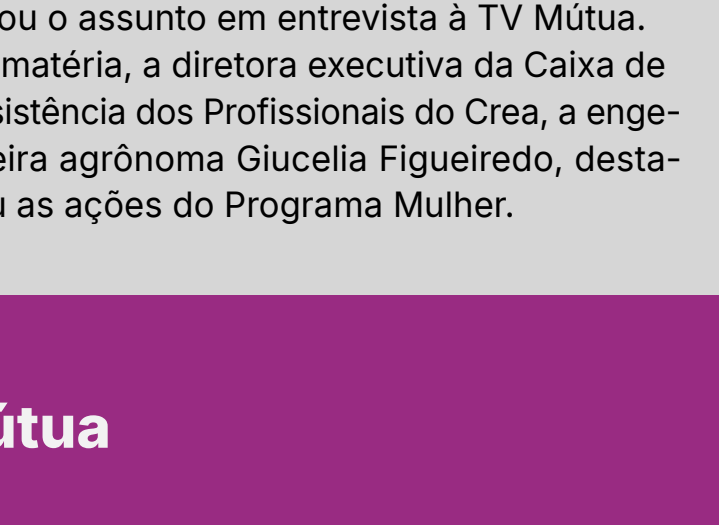 ou o assunto em entrevista à TV Mútua.
matéria, a diretora executiva da Caixa de
sistência dos Profissionais do Crea, a enge-
eira agrônoma Giucelia Figueiredo, desta-
u as ações do Programa Mulher.
útua